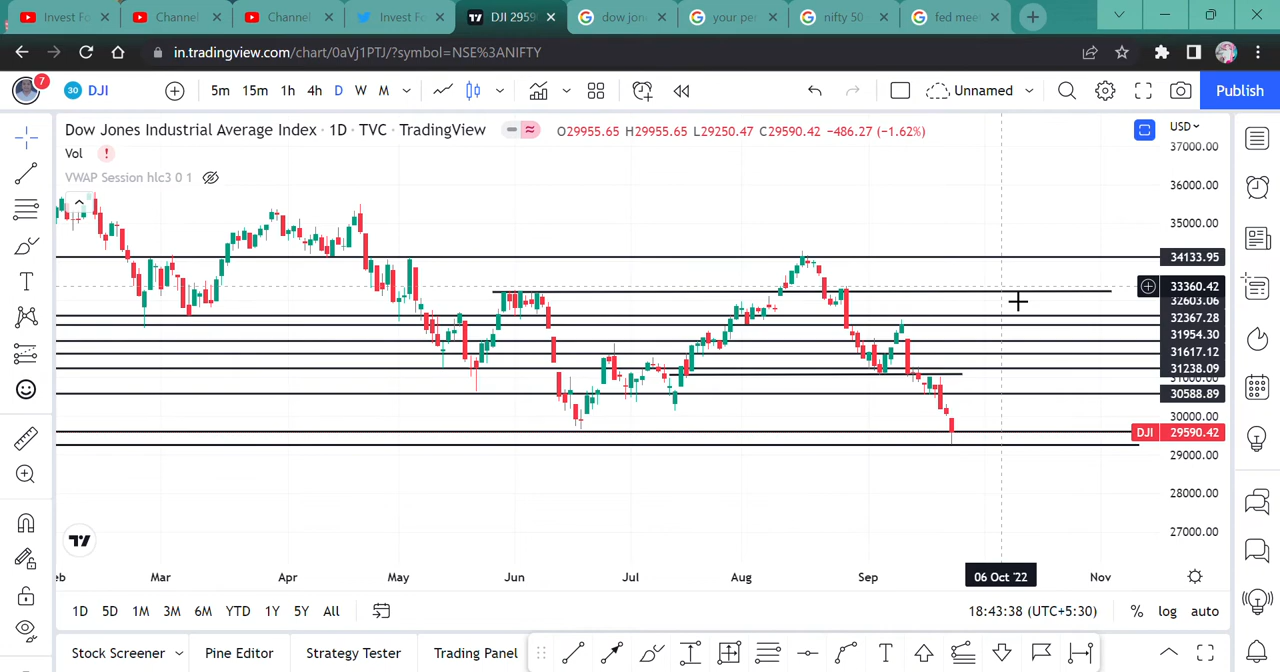 Invest Fo
Channel
Channel
Invest Fo
DJI 2959
dow jon
your per
nifty 50
fed mee
in.tradingview.com/chart/0aVj1PTJ/?symbol=NSE%3ANIFTY
7
30
DJI
5m
15m
1h
4h
D
W
M
Unnamed
Publish
Dow Jones Industrial Average Index · 1D · TVC · TradingView
O29955.65 H29955.65 L29250.47 C29590.42 −486.27 (−1.62%)
USD
Vol
VWAP Session hlc3 0 1
37000.00
36000.00
35000.00
34133.95
33360.42
32603.06
32367.28
31954.30
31617.12
31238.09
31000.00
30588.89
30000.00
DJI 29590.42
29000.00
28000.00
27000.00
eb
Mar
Apr
May
Jun
Jul
Aug
Sep
06 Oct '22
Nov
1D
5D
1M
3M
6M
YTD
1Y
5Y
All
18:43:38 (UTC+5:30)
%
log
auto
Stock Screener
Pine Editor
Strategy Tester
Trading Panel